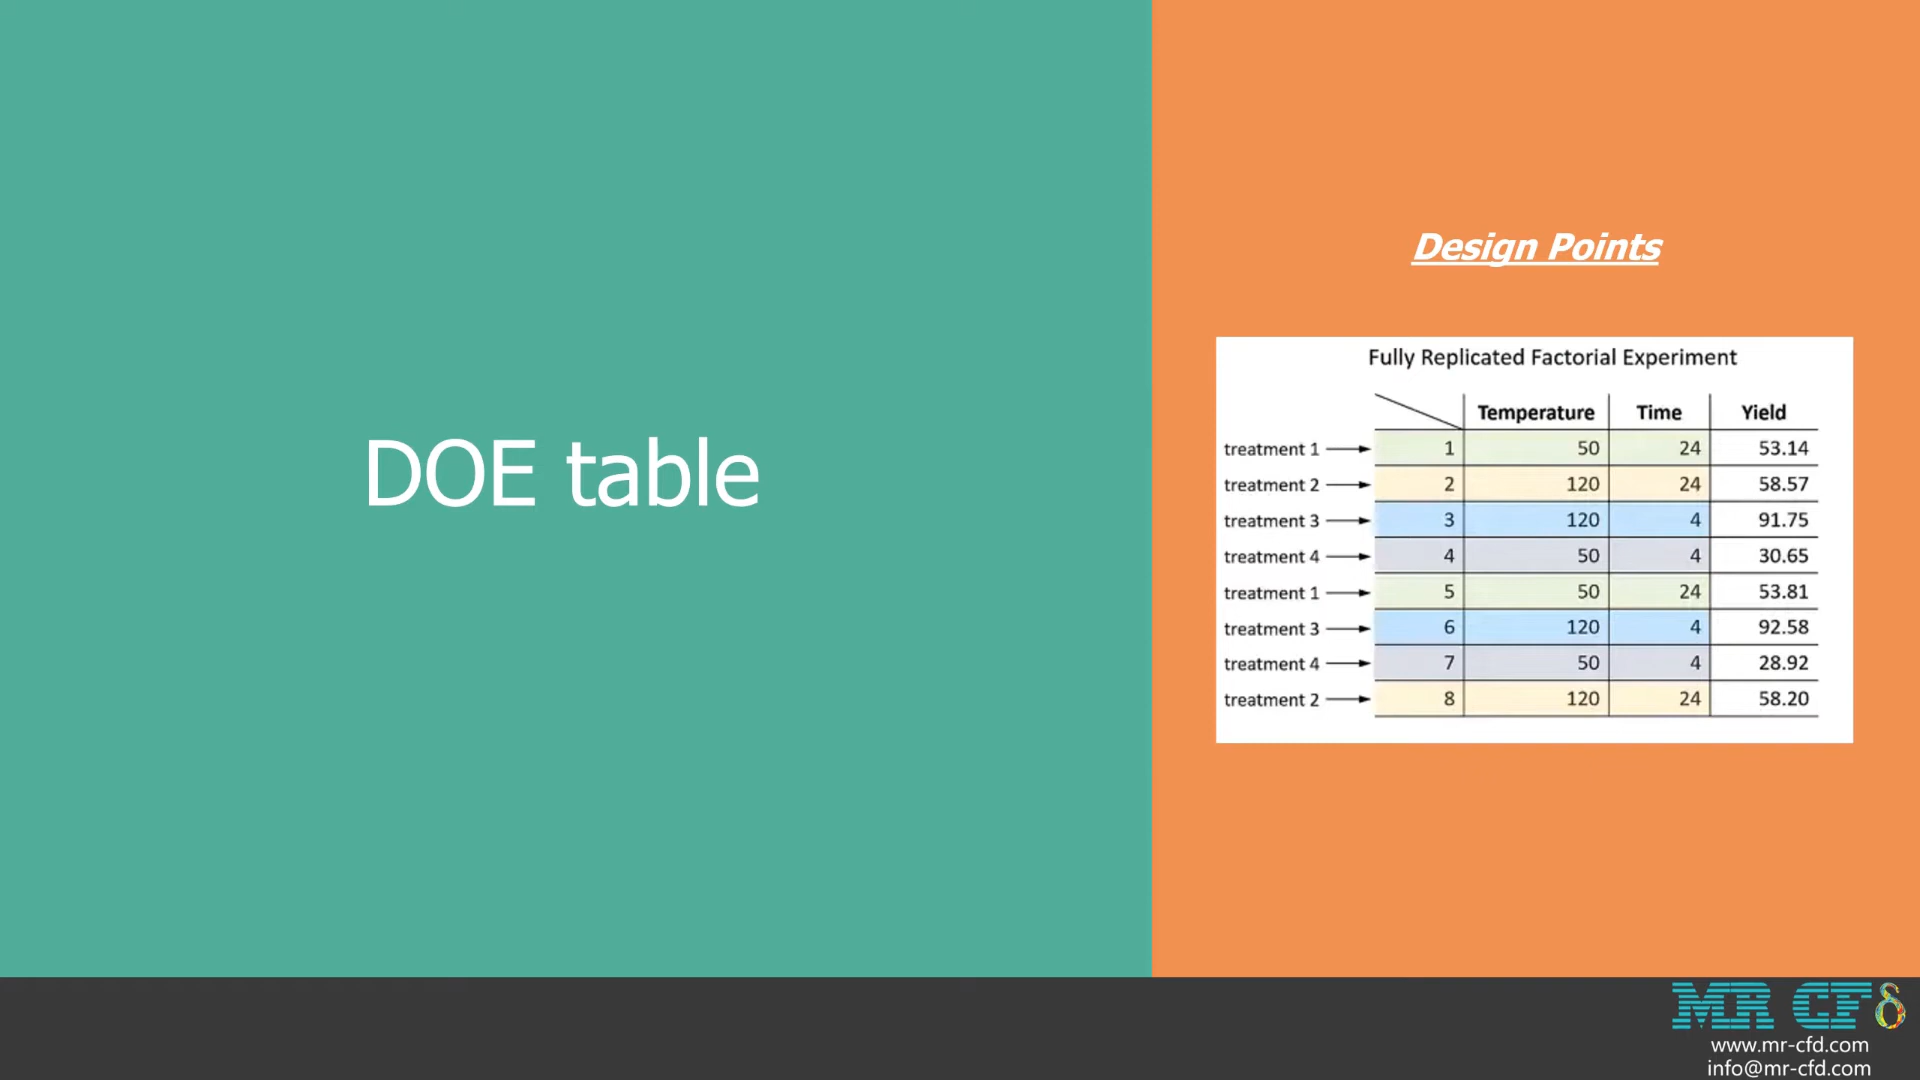 DOE table
Design Points
Fully Replicated Factorial Experiment
Temperature Time Yield
treatment 1 1 50 24 53.14
treatment 2 2 120 24 58.57
treatment 3 3 120 4 91.75
treatment 4 4 50 4 30.65
treatment 1 5 50 24 53.81
treatment 3 6 120 4 92.58
treatment 4 7 50 4 28.92
treatment 2 8 120 24 58.20
MR CFδ
www.mr-cfd.com
info@mr-cfd.com